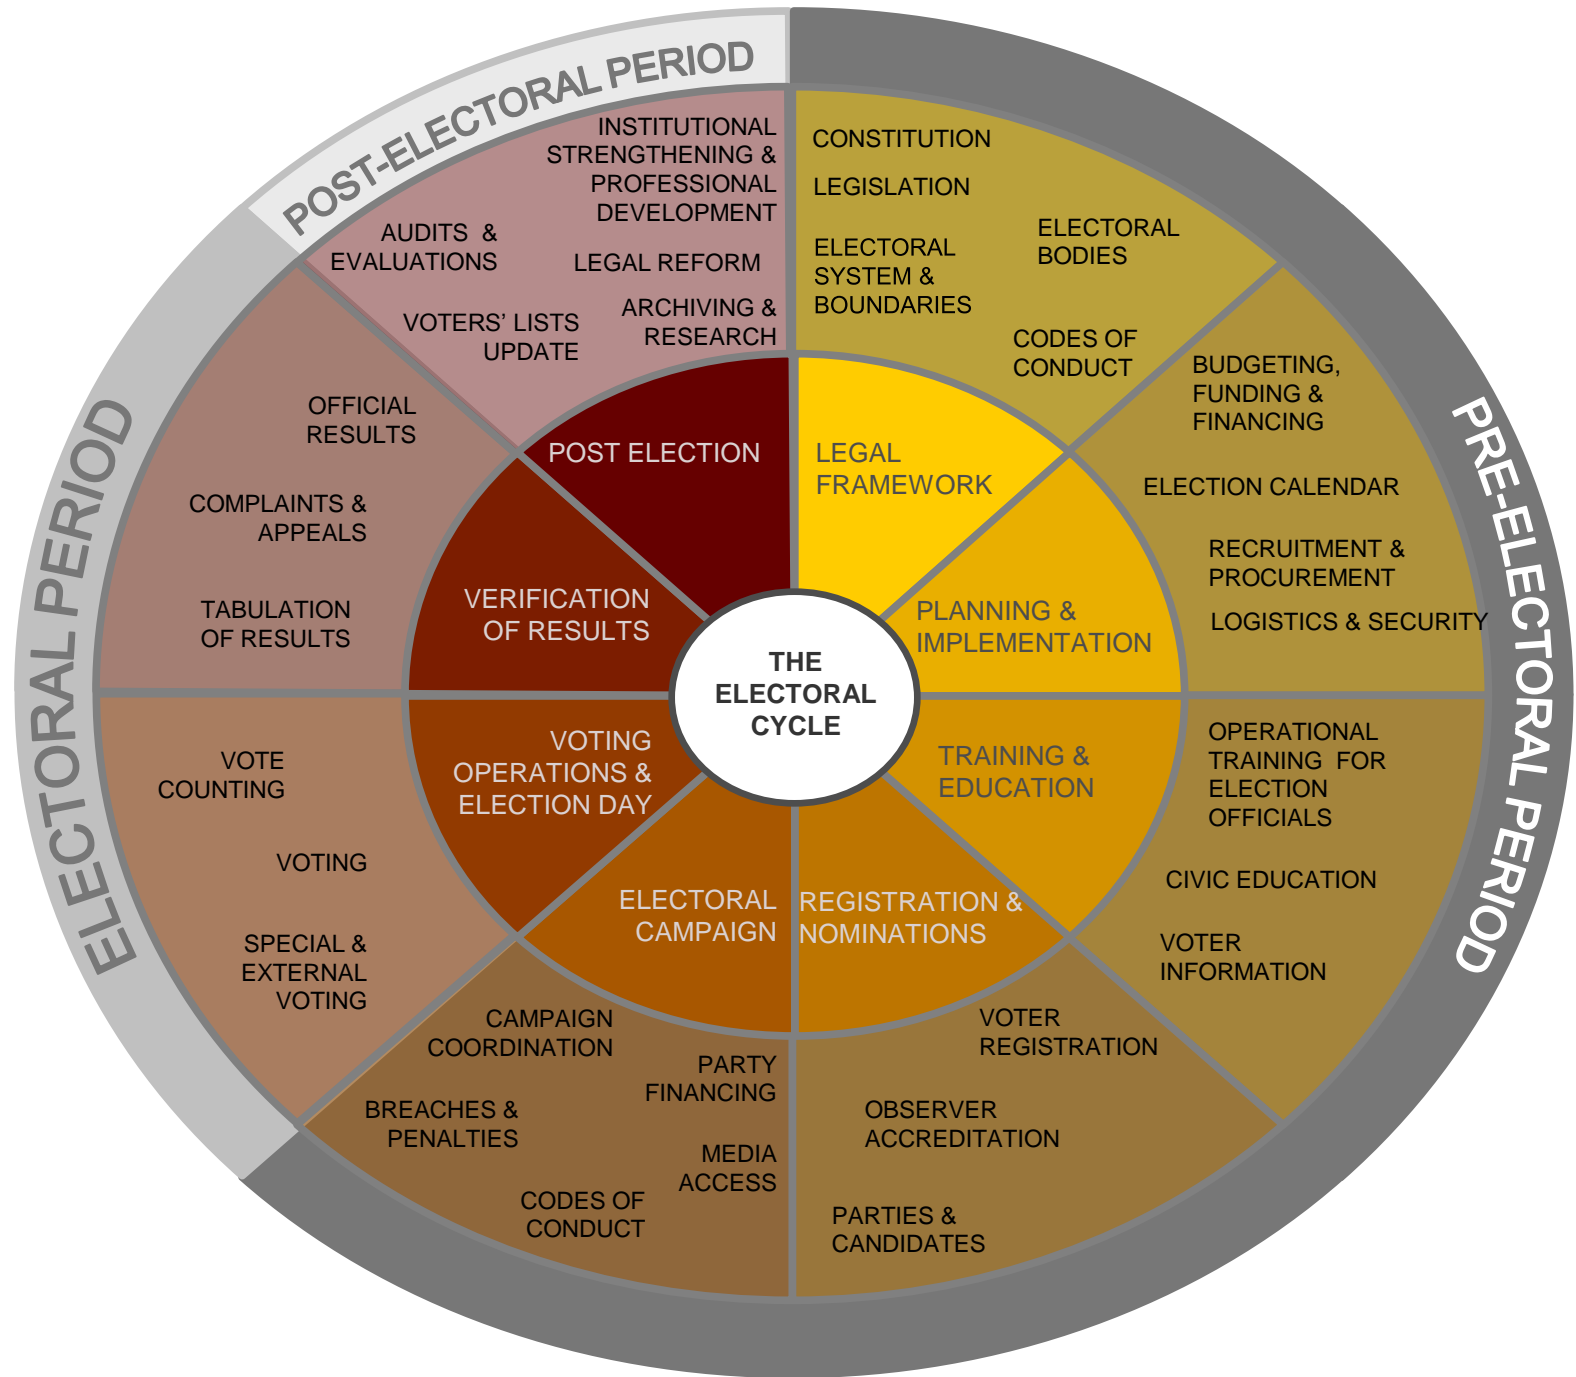 POST-ELECTORAL PERIOD
PRE-ELECTORAL PERIOD
ELECTORAL PERIOD
THE
ELECTORAL
CYCLE
LEGAL
FRAMEWORK
CONSTITUTION
LEGISLATION
ELECTORAL
SYSTEM &
BOUNDARIES
ELECTORAL
BODIES
CODES OF
CONDUCT
PLANNING &
IMPLEMENTATION
BUDGETING,
FUNDING &
FINANCING
ELECTION CALENDAR
RECRUITMENT &
PROCUREMENT
LOGISTICS & SECURITY
TRAINING &
EDUCATION
OPERATIONAL
TRAINING FOR
ELECTION
OFFICIALS
CIVIC EDUCATION
VOTER
INFORMATION
REGISTRATION &
NOMINATIONS
VOTER
REGISTRATION
OBSERVER
ACCREDITATION
PARTIES &
CANDIDATES
ELECTORAL
CAMPAIGN
CAMPAIGN
COORDINATION
PARTY
FINANCING
BREACHES &
PENALTIES
MEDIA
ACCESS
CODES OF
CONDUCT
VOTING
OPERATIONS &
ELECTION DAY
VOTE
COUNTING
VOTING
SPECIAL &
EXTERNAL
VOTING
VERIFICATION
OF RESULTS
OFFICIAL
RESULTS
COMPLAINTS &
APPEALS
TABULATION
OF RESULTS
POST ELECTION
INSTITUTIONAL
STRENGTHENING &
PROFESSIONAL
DEVELOPMENT
AUDITS &
EVALUATIONS
LEGAL REFORM
VOTERS’ LISTS
UPDATE
ARCHIVING &
RESEARCH